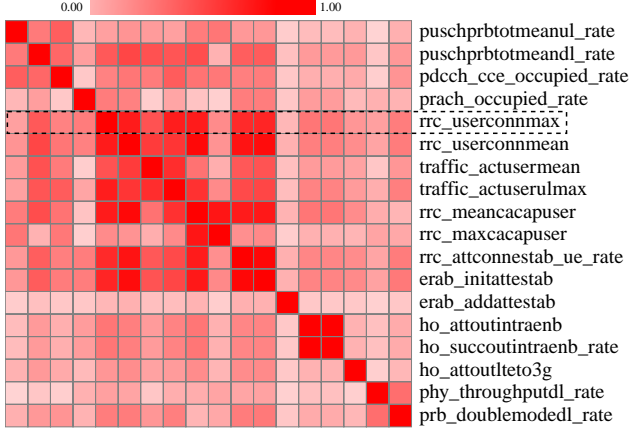 0.00 1.00
puschprbtotmeanul_rate
puschprbtotmeandl_rate
pdcch_cce_occupied_rate
prach_occupied_rate
rrc_userconnmax
rrc_userconnmean
traffic_actusermean
traffic_actuserulmax
rrc_meancacapuser
rrc_maxcacapuser
rrc_attconnestab_ue_rate
erab_initattestab
erab_addattestab
ho_attoutintraenb
ho_succoutintraenb_rate
ho_attoutlteto3g
phy_throughputdl_rate
prb_doublemodedl_rate